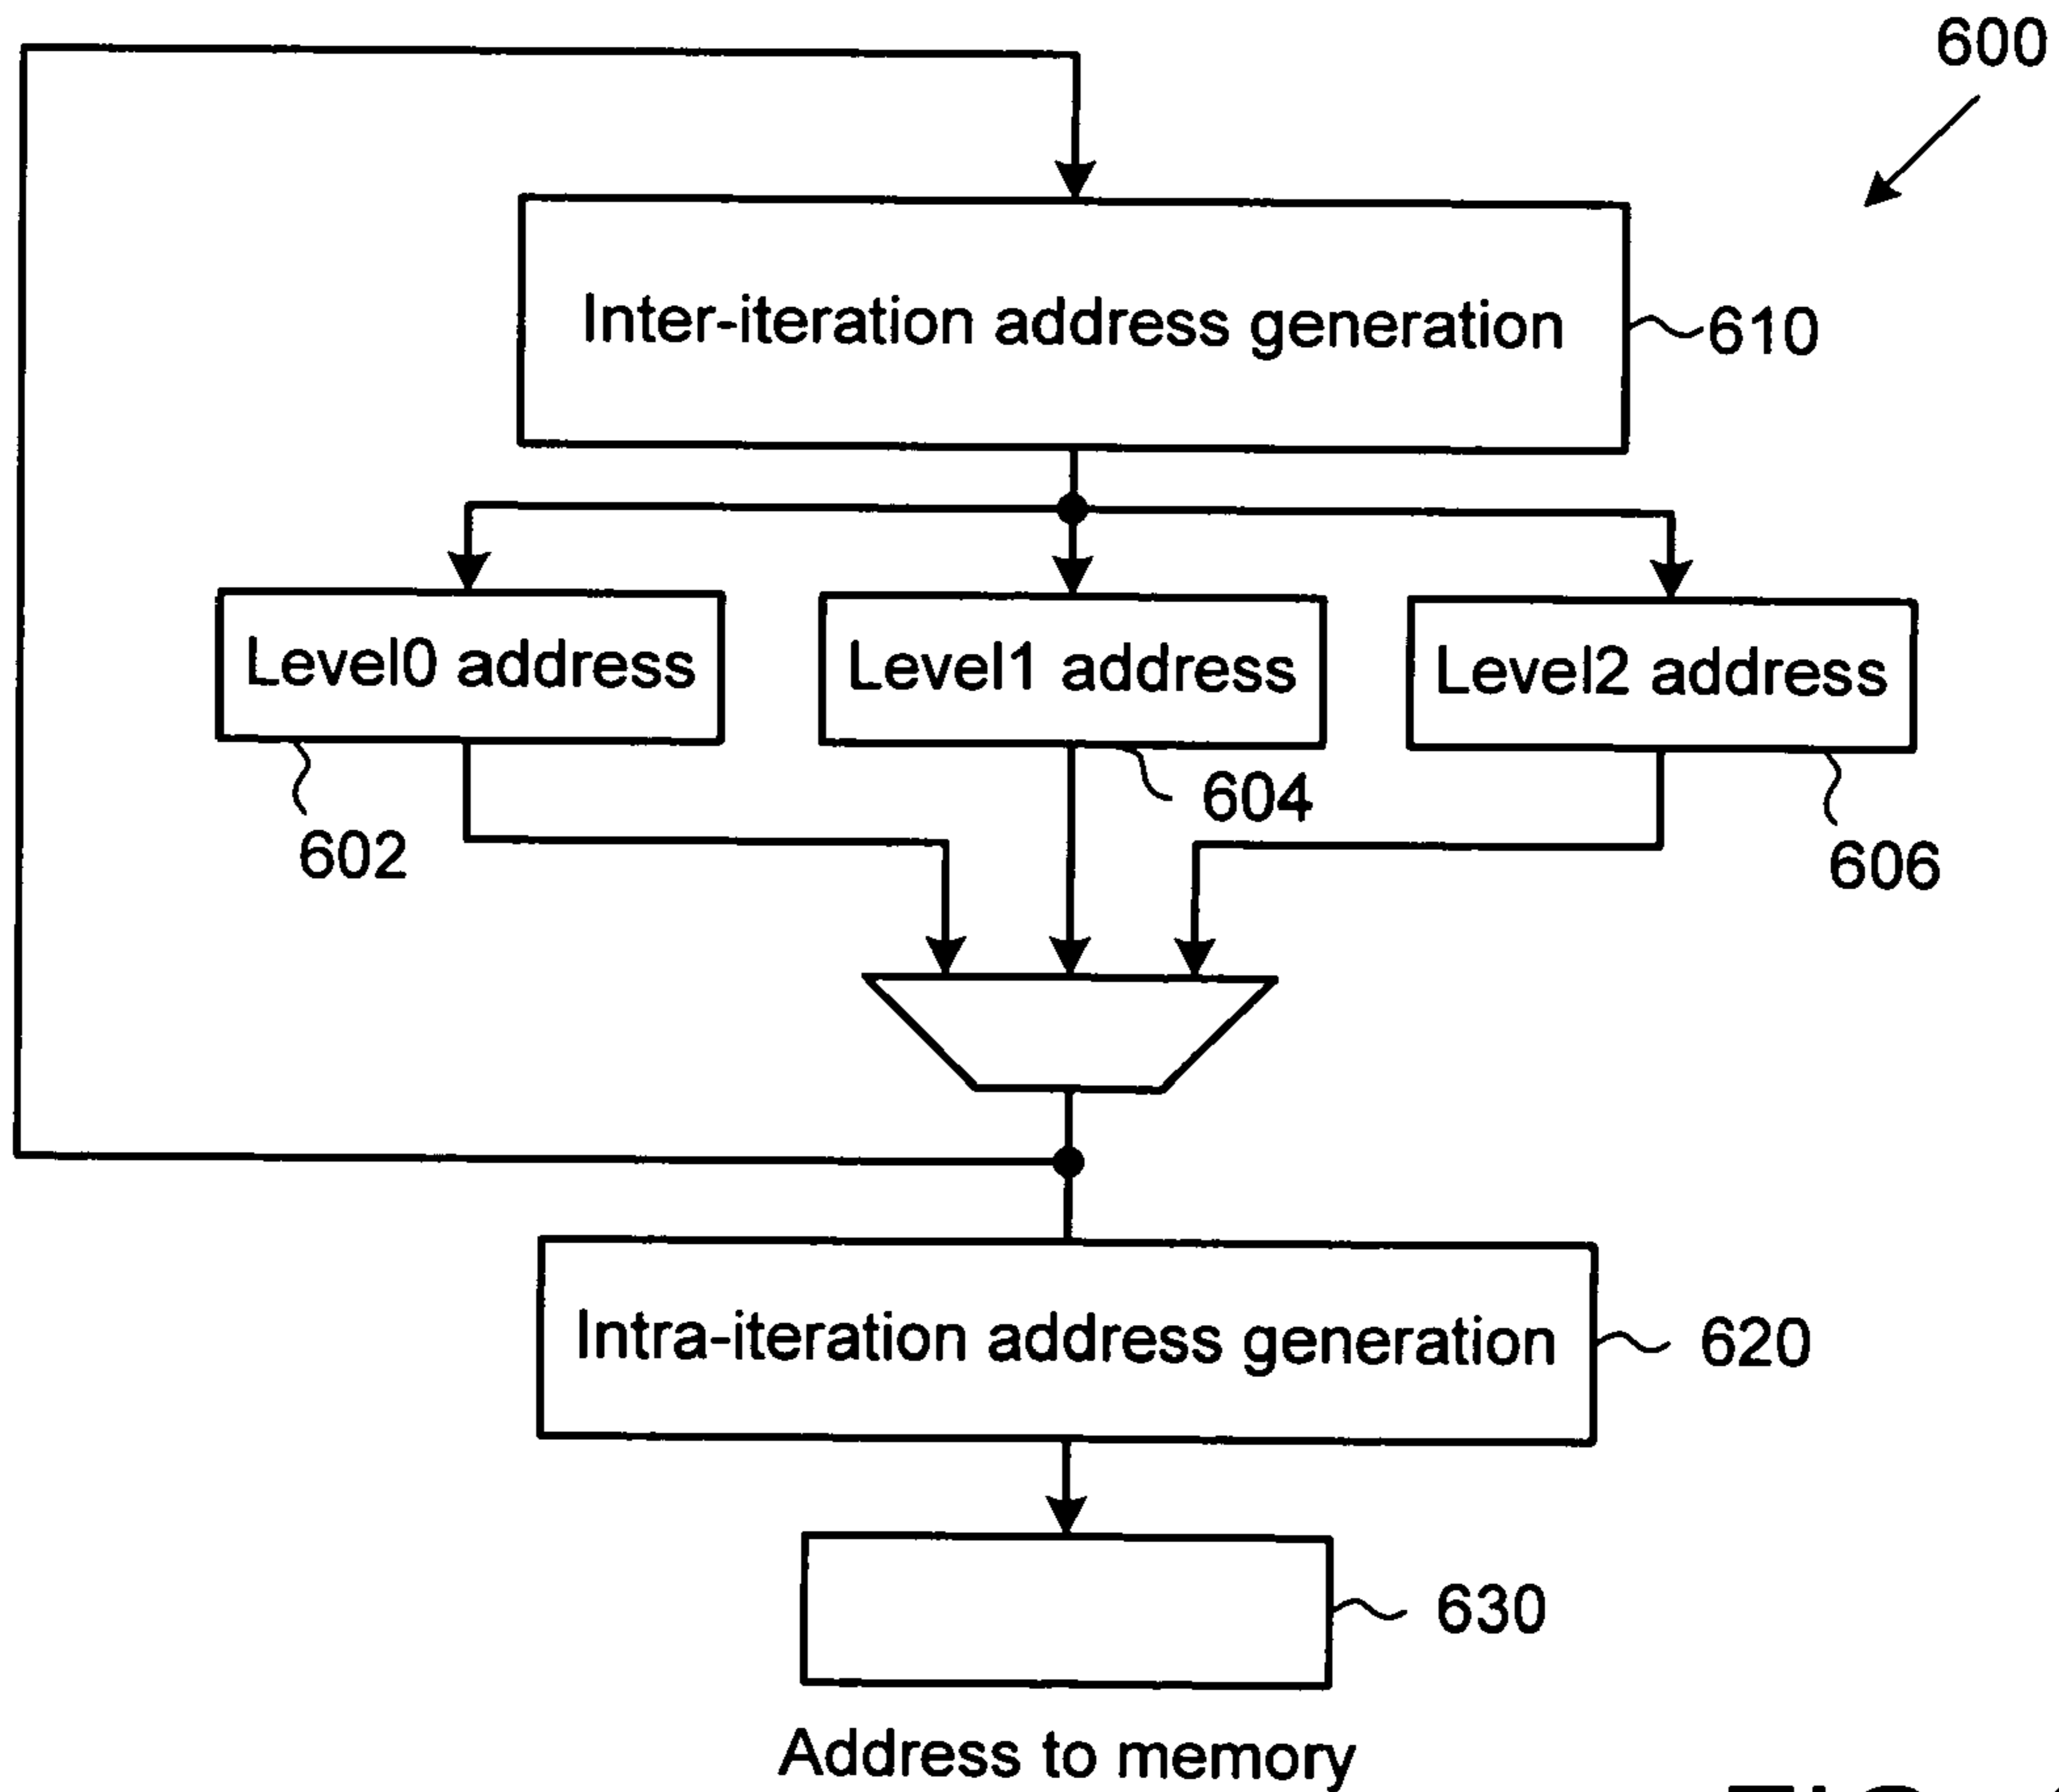 600
Inter-iteration address generation
610
Level0 address
Level1 address
Level2 address
602
604
606
Intra-iteration address generation
620
630
Address to memory